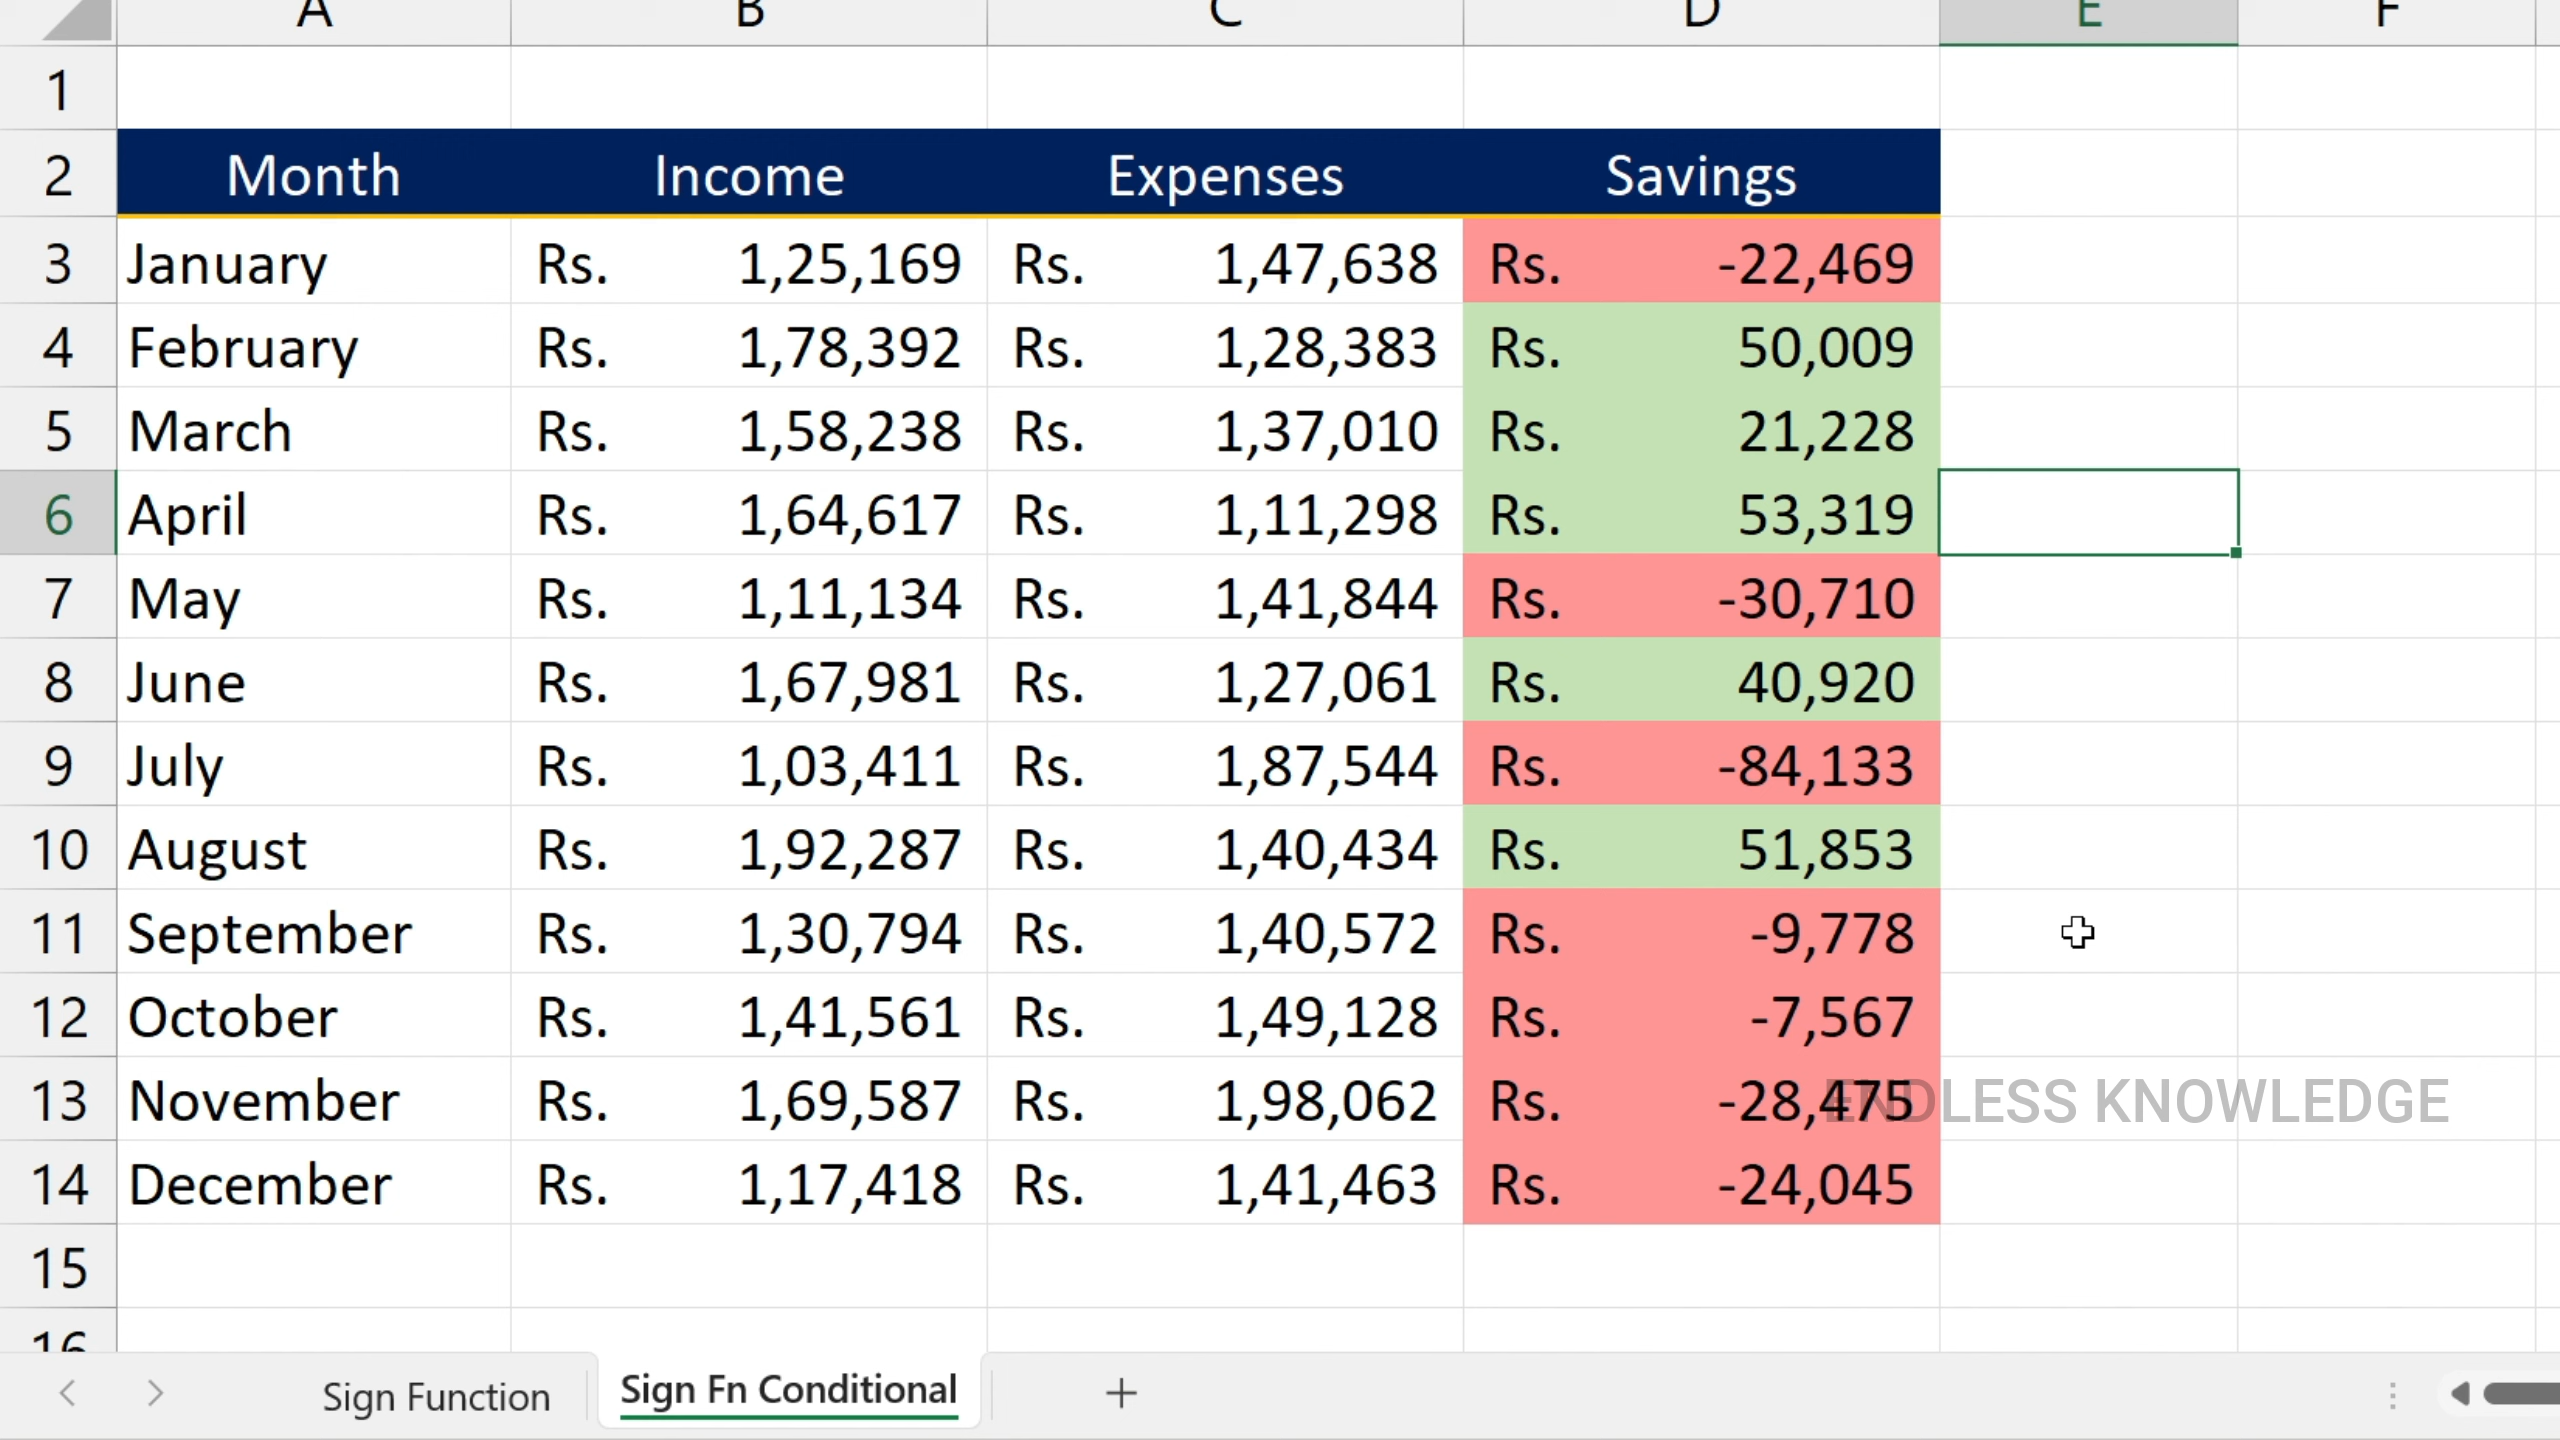 A B C D E F
1
2 Month Income Expenses Savings
3 January Rs. 1,25,169 Rs. 1,47,638 Rs. -22,469
4 February Rs. 1,78,392 Rs. 1,28,383 Rs. 50,009
5 March Rs. 1,58,238 Rs. 1,37,010 Rs. 21,228
6 April Rs. 1,64,617 Rs. 1,11,298 Rs. 53,319
7 May Rs. 1,11,134 Rs. 1,41,844 Rs. -30,710
8 June Rs. 1,67,981 Rs. 1,27,061 Rs. 40,920
9 July Rs. 1,03,411 Rs. 1,87,544 Rs. -84,133
10 August Rs. 1,92,287 Rs. 1,40,434 Rs. 51,853
11 September Rs. 1,30,794 Rs. 1,40,572 Rs. -9,778
12 October Rs. 1,41,561 Rs. 1,49,128 Rs. -7,567
13 November Rs. 1,69,587 Rs. 1,98,062 Rs. -28,475 ENDLESS KNOWLEDGE
14 December Rs. 1,17,418 Rs. 1,41,463 Rs. -24,045
15
16
Sign Function Sign Fn Conditional